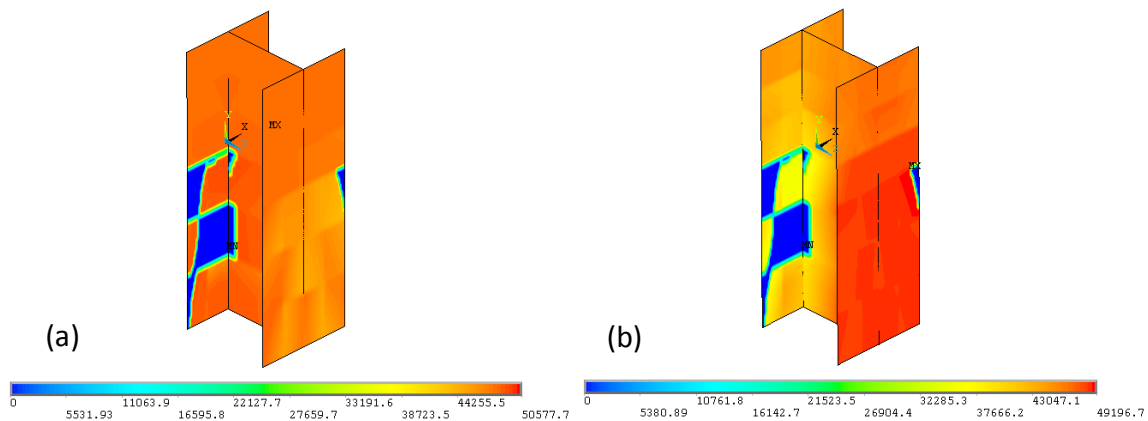 Y
X
MX
MN
Y
X
MX
MN
(a)
(b)
0 11063.9 22127.7 33191.6 44255.5
5531.93 16595.8 27659.7 38723.5 50577.7
0 10761.8 21523.5 32285.3 43047.1
5380.89 16142.7 26904.4 37666.2 49196.7